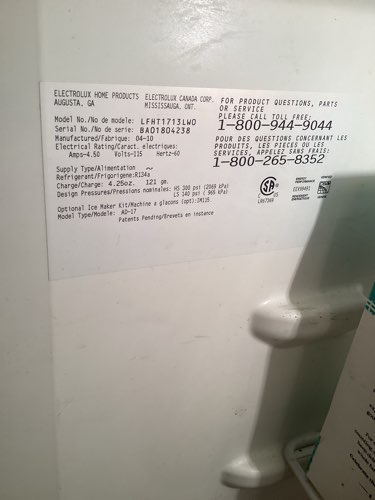 ELECTROLUX HOME PRODUCTS
AUGUSTA, GA
ELECTROLUX CANADA CORP.
MISSISSAUGA, ONT.
Model No./No de modele: LFHT1713LW0
Serial No./No de serie: BA01804238
Manufactured/Fabrique: 04-10
Electrical Rating/Caract. electriques:
Amps-4.50 Volts-115 Hertz-60
Supply Type/Alimentation ~
Refrigerant/Frigorigene:R134a
Charge/Charge: 4.25oz. 121 gm.
Design Pressures/Pressions nominales: HS 300 psi (2069 kPa)
LS 140 psi ( 965 kPa)
Optional Ice Maker Kit/Machine a glacons (opt):IM115
Model Type/Modele: AD-17
Patents Pending/Brevets en instance
FOR PRODUCT QUESTIONS, PARTS
OR SERVICE
PLEASE CALL TOLL FREE:
1-800-944-9044
POUR DES QUESTIONS CONCERNANT LES
PRODUITS, LES PIECES OU LES
SERVICES, APPELEZ SANS FRAIS:
1-800-265-8352
C US
ENERGY
PERFORMANCE
VERIFIED